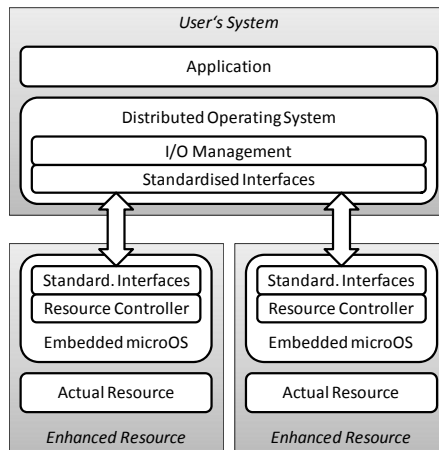 User's System
Application
Distributed Operating System
I/O Management
Standardised Interfaces
Standard. Interfaces
Resource Controller
Embedded microOS
Actual Resource
Enhanced Resource
Standard. Interfaces
Resource Controller
Embedded microOS
Actual Resource
Enhanced Resource